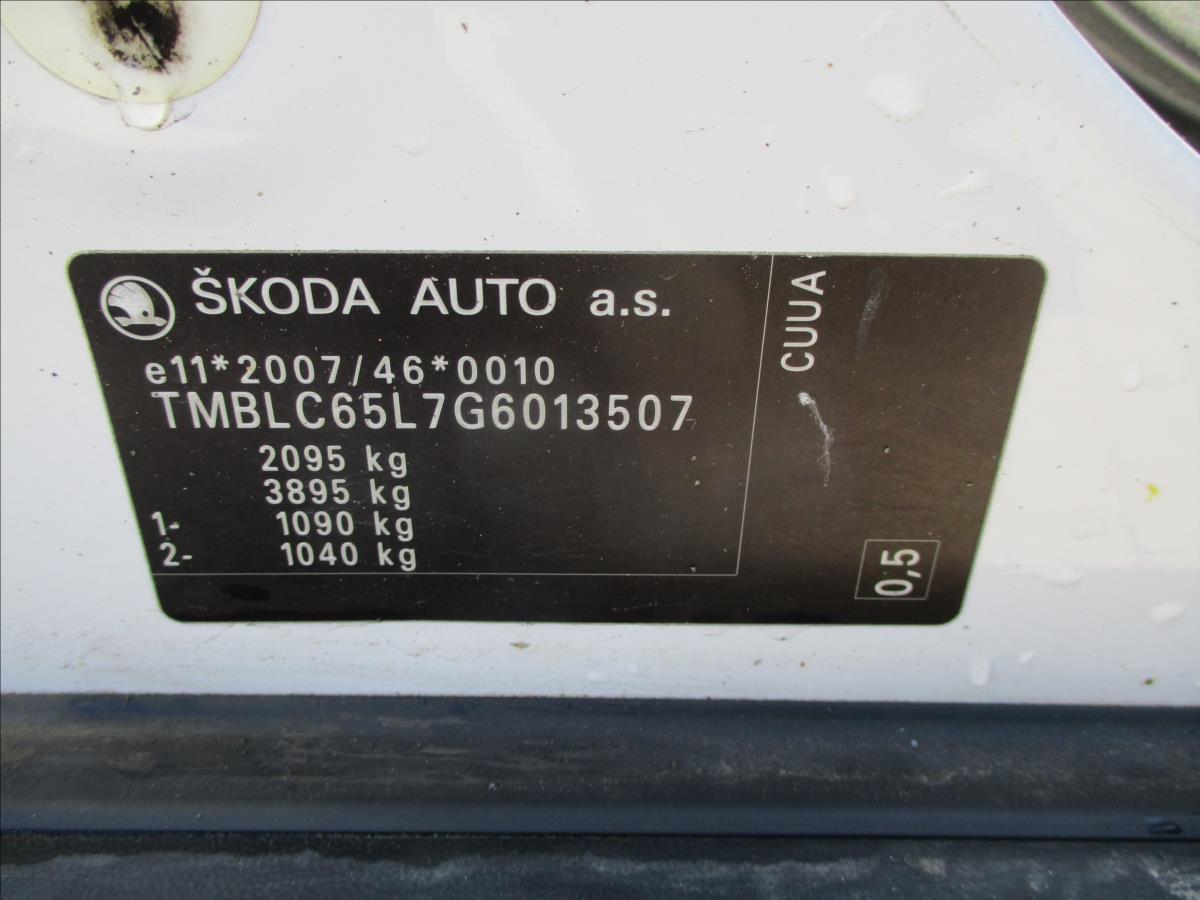 ŠKODA AUTO a.s.
e11*2007/46*0010
TMBLC65L7G6013507
2095 kg
3895 kg
1- 1090 kg
2- 1040 kg
CUUA
0,5